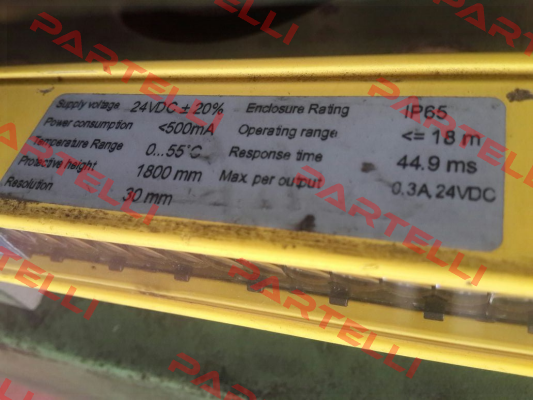 Supply voltage 24VDC ± 20% Enclosure Rating IP65
Power consumption <500mA Operating range <= 18 m
Temperature Range 0...55°C Response time 44.9 ms
Protective height 1800 mm Max. per output 0.3A, 24VDC
Resolution 30 mm
PARTELLI
PARTELLI
PARTELLI
PARTELLI
PARTELLI
PARTELLI